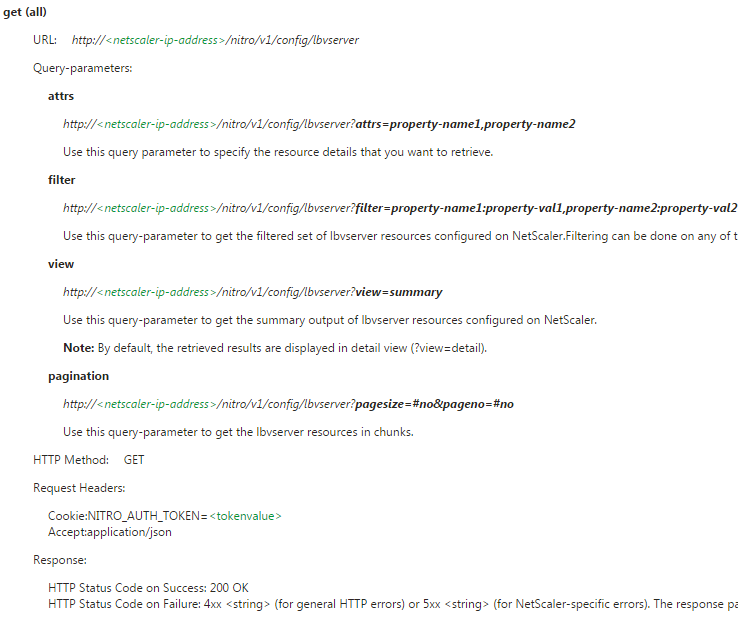 get (all)
URL: http://<netscaler-ip-address>/nitro/v1/config/lbvserver
Query-parameters:
attrs
http://<netscaler-ip-address>/nitro/v1/config/lbvserver?attrs=property-name1,property-name2
Use this query parameter to specify the resource details that you want to retrieve.
filter
http://<netscaler-ip-address>/nitro/v1/config/lbvserver?filter=property-name1:property-val1,property-name2:property-val2
Use this query-parameter to get the filtered set of lbvserver resources configured on NetScaler.Filtering can be done on any of t
view
http://<netscaler-ip-address>/nitro/v1/config/lbvserver?view=summary
Use this query-parameter to get the summary output of lbvserver resources configured on NetScaler.
Note: By default, the retrieved results are displayed in detail view (?view=detail).
pagination
http://<netscaler-ip-address>/nitro/v1/config/lbvserver?pagesize=#no&pageno=#no
Use this query-parameter to get the lbvserver resources in chunks.
HTTP Method: GET
Request Headers:
Cookie:NITRO_AUTH_TOKEN=<tokenvalue>
Accept:application/json
Response:
HTTP Status Code on Success: 200 OK
HTTP Status Code on Failure: 4xx <string> (for general HTTP errors) or 5xx <string> (for NetScaler-specific errors). The response pa